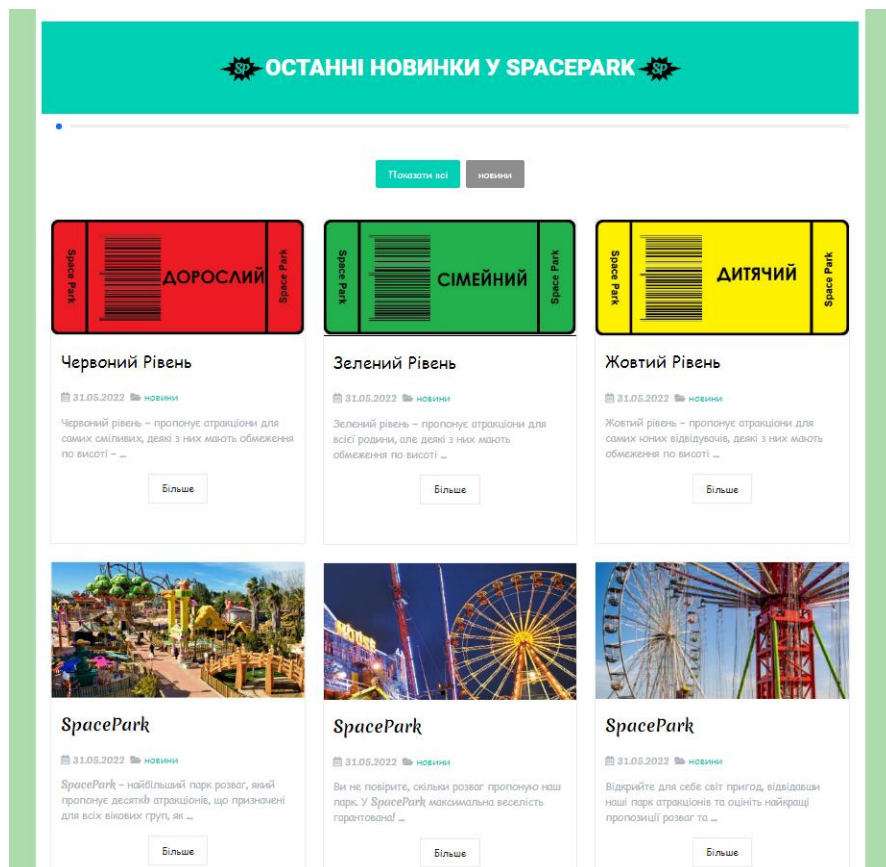 SP ОСТАННІ НОВИНКИ У SPACEPARK SP
Показати всі новини
Space Park ДОРОСЛИЙ Space Park
Space Park СІМЕЙНИЙ Space Park
Space Park ДИТЯЧИЙ Space Park
Червоний Рівень
31.05.2022 новини
Червоний рівень – пропонує атракціони для
самих сміливих, деякі з них мають обмеження
по висоті – ...
Більше
Зелений Рівень
31.05.2022 новини
Зелений рівень – пропонує атракціони для
всієї родини, але деякі з них мають
обмеження по висоті ...
Більше
Жовтий Рівень
31.05.2022 новини
Жовтий рівень – пропонує атракціони для
самих юних відвідувачів, деякі з них мають
обмеження по висоті ...
Більше
SpacePark
31.05.2022 новини
SpacePark – найбільший парк розваг, який
пропонує десяткb атракціонів, що призначені
для всіх вікових груп, як ...
Більше
SpacePark
31.05.2022 новини
Ви не повірите, скільки розваг пропоную наш
парк. У SpacePark максимальна веселість
гарантована! ...
Більше
SpacePark
31.05.2022 новини
Відкрийте для себе світ пригод, відвідавши
наші парк атракціонів та оцініть найкращі
пропозиції розваг та ...
Більше